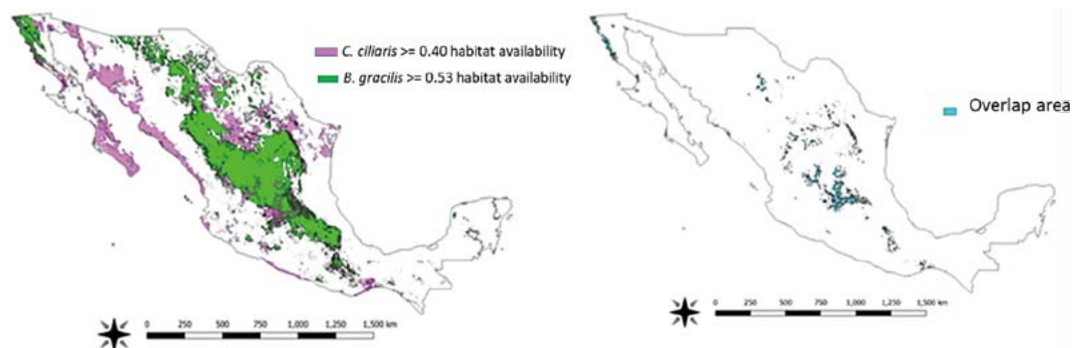 C. ciliaris >= 0.40 habitat availability
B. gracilis >= 0.53 habitat availability
0 250 500 750 1,000 1,250 1,500 km
Overlap area
0 250 500 750 1,000 1,250 1,500 km